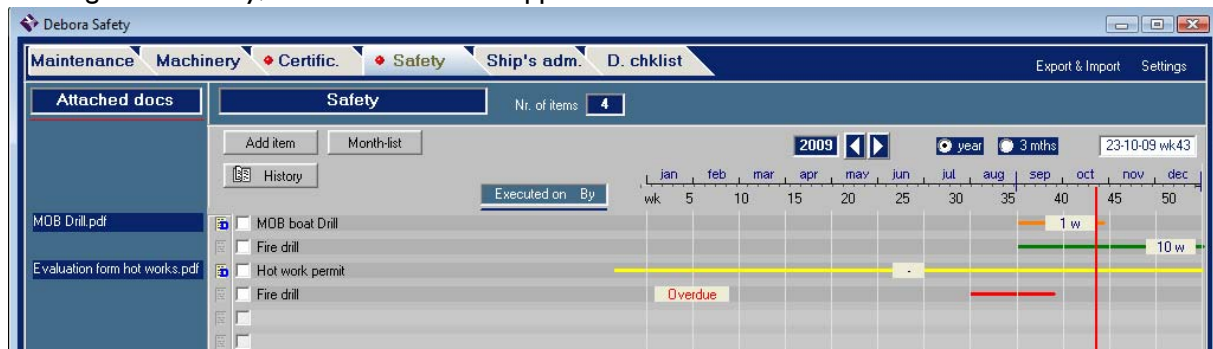 Debora Safety
Maintenance Machinery Certific. Safety Ship's adm. D. chklist Export & Import Settings
Attached docs Safety Nr. of items 4
Add item Month-list 2009 year 3 mths 23-10-09 wk43
History
jan feb mar apr may jun jul aug sep oct nov dec
Executed on By wk 5 10 15 20 25 30 35 40 45 50
MOB Drill.pdf MOB boat Drill 1 w
Fire drill 10 w
Evaluation form hot works.pdf Hot work permit -
Fire drill Overdue